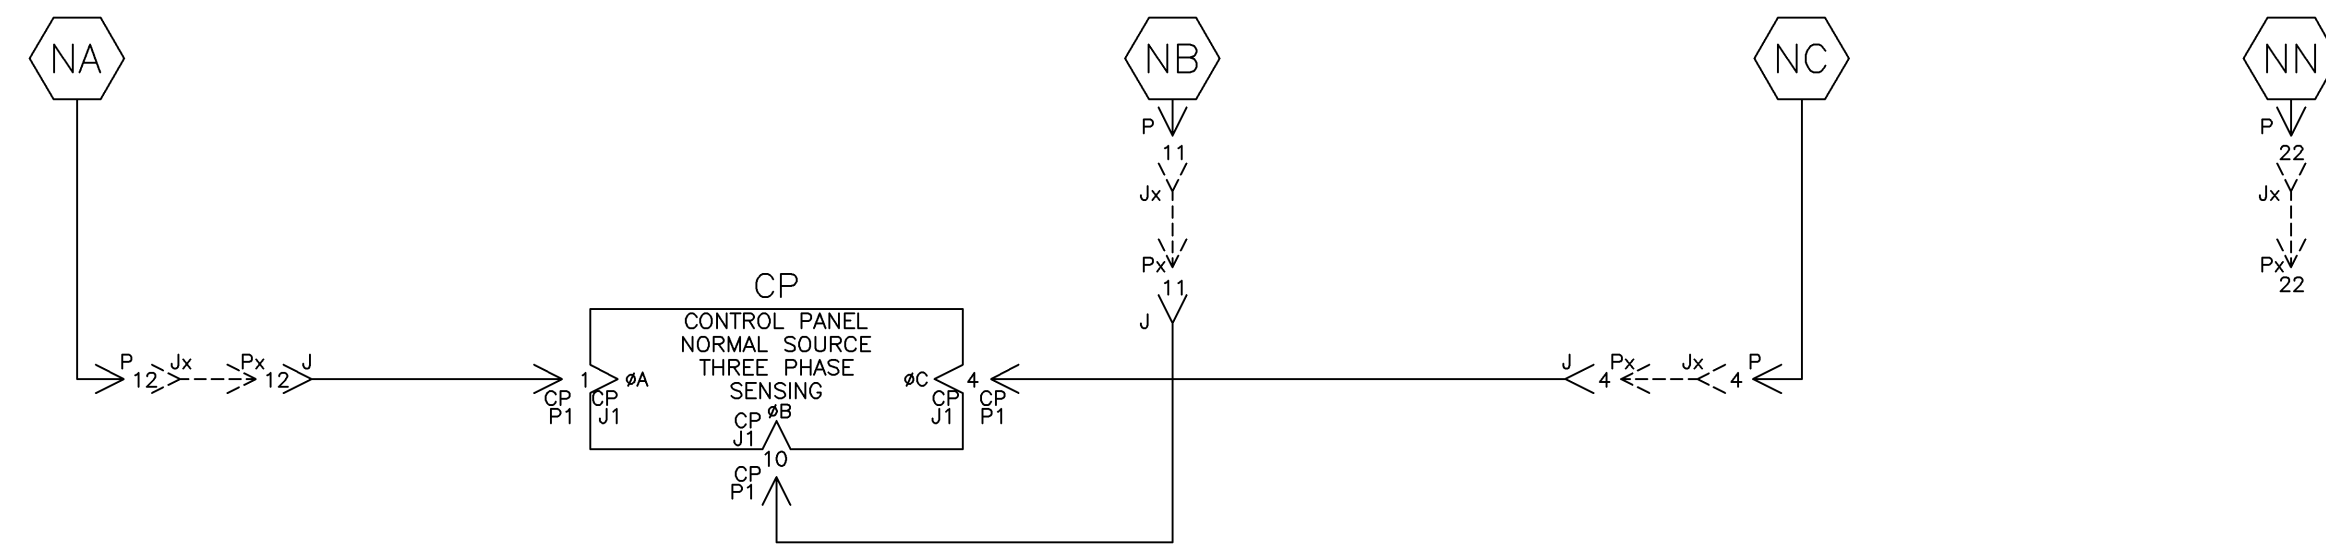 NA
NB
NC
NN
P
11
Jx
Px
11
J
P
22
Jx
Px
22
CP
CONTROL PANEL
NORMAL SOURCE
THREE PHASE
SENSING
P
12
Jx
Px
12
J
1
øA
CP
P1
CP
J1
øB
CP
J1
10
CP
P1
øC
4
CP
J1
CP
P1
J
4
Px
Jx
4
P